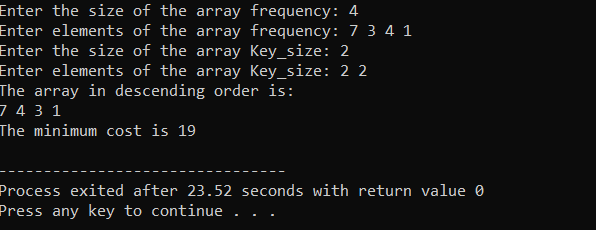 Enter the size of the array frequency: 4
Enter elements of the array frequency: 7 3 4 1
Enter the size of the array Key_size: 2
Enter elements of the array Key_size: 2 2
The array in descending order is:
7 4 3 1
The minimum cost is 19
--------------------------------
Process exited after 23.52 seconds with return value 0
Press any key to continue . . .